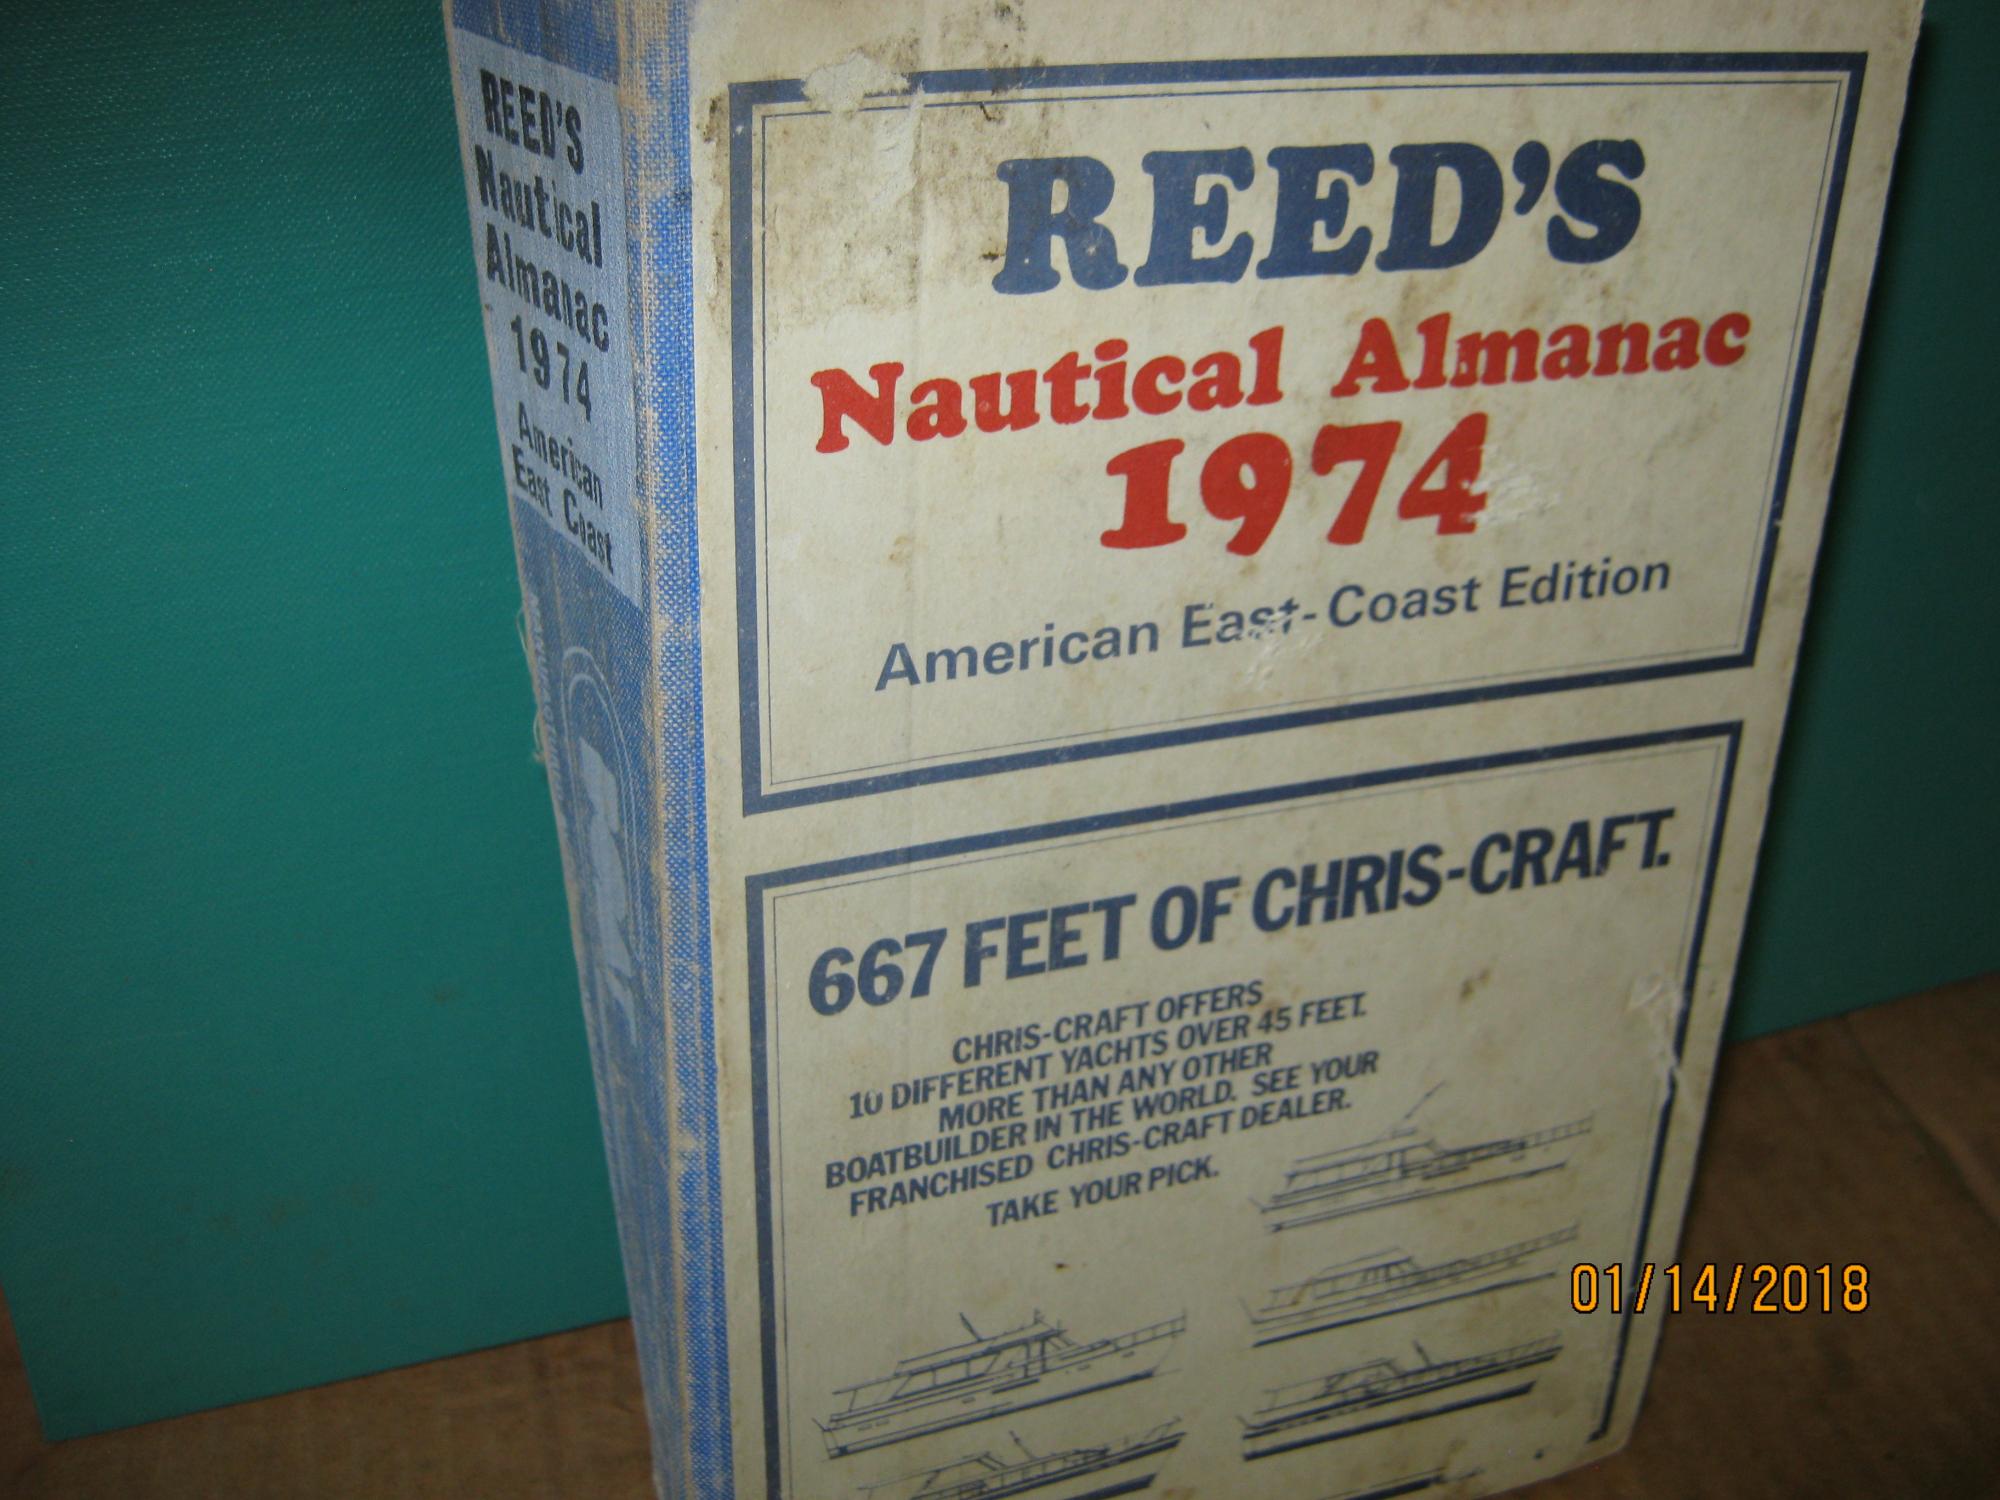 REED'S
Nautical
Almanac
1974
American
East Coast
REED'S
Nautical Almanac
1974
American East-Coast Edition
667 FEET OF CHRIS-CRAFT.
CHRIS-CRAFT OFFERS
10 DIFFERENT YACHTS OVER 45 FEET.
MORE THAN ANY OTHER
BOATBUILDER IN THE WORLD. SEE YOUR
FRANCHISED CHRIS-CRAFT DEALER.
TAKE YOUR PICK.
01/14/2018